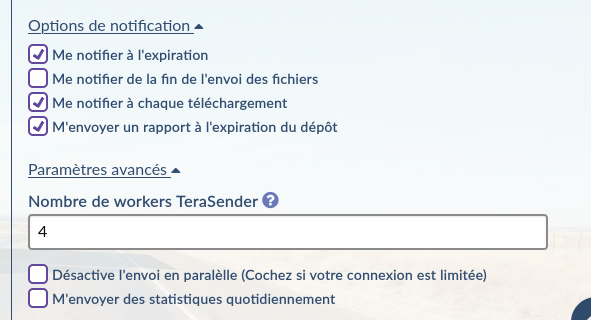 Options de notification
Me notifier à l'expiration
Me notifier de la fin de l'envoi des fichiers
Me notifier à chaque téléchargement
M'envoyer un rapport à l'expiration du dépôt
Paramètres avancés
Nombre de workers TeraSender ?
4
Désactive l'envoi en paralèlle (Cochez si votre connexion est limitée)
M'envoyer des statistiques quotidiennement